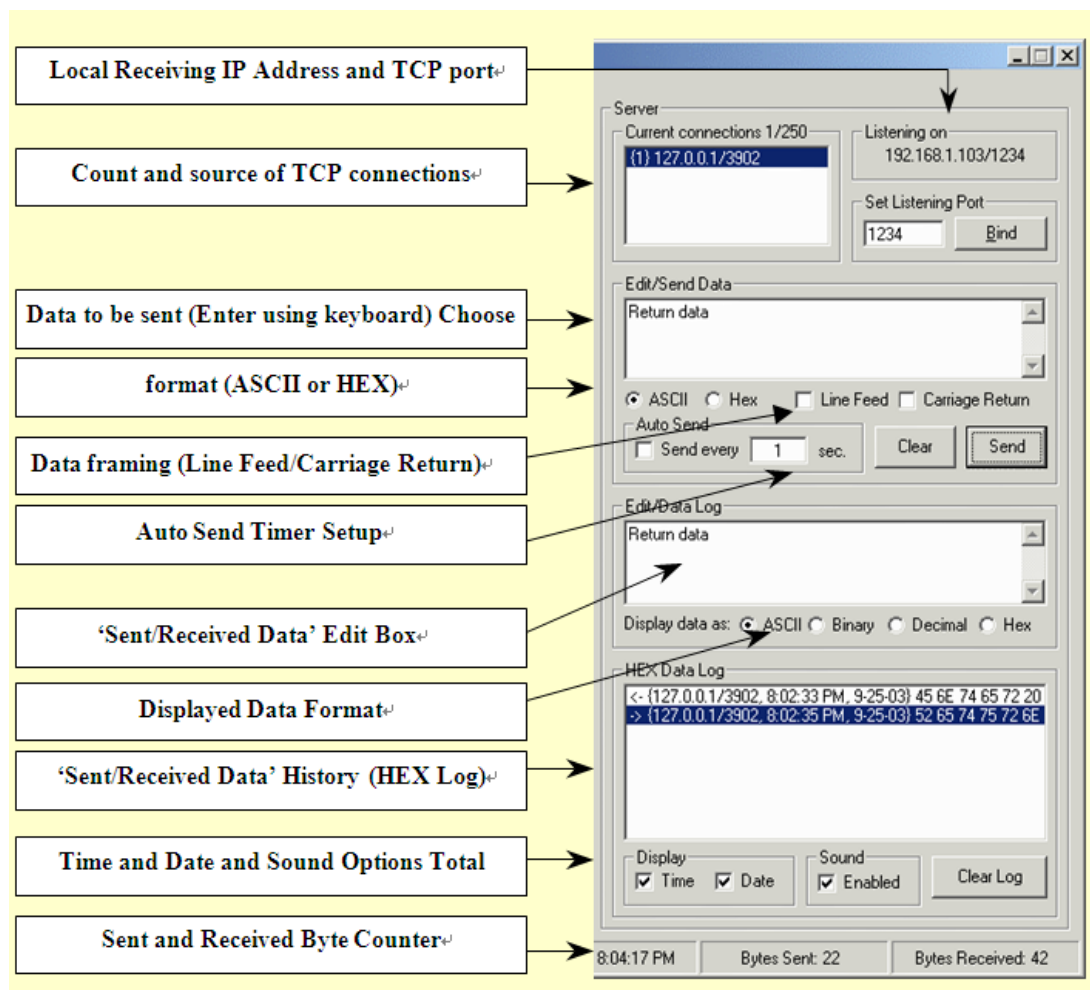 Local Receiving IP Address and TCP port
Count and source of TCP connections
Data to be sent (Enter using keyboard) Choose
format (ASCII or HEX)
Data framing (Line Feed/Carriage Return)
Auto Send Timer Setup
‘Sent/Received Data’ Edit Box
Displayed Data Format
‘Sent/Received Data’ History (HEX Log)
Time and Date and Sound Options Total
Sent and Received Byte Counter
Server
Current connections 1/250
{1} 127.0.0.1/3902
Listening on
192.168.1.103/1234
Set Listening Port
1234
Bind
Edit/Send Data
Return data
ASCII Hex Line Feed Carriage Return
Auto Send
Send every 1 sec.
Clear
Send
Edit/Data Log
Return data
Display data as: ASCII Binary Decimal Hex
HEX Data Log
<- {127.0.0.1/3902, 8:02:33 PM, 9-25-03} 45 6E 74 65 72 20
-> {127.0.0.1/3902, 8:02:35 PM, 9-25-03} 52 65 74 75 72 6E
Display
Time Date
Sound
Enabled
Clear Log
8:04:17 PM
Bytes Sent: 22
Bytes Received: 42